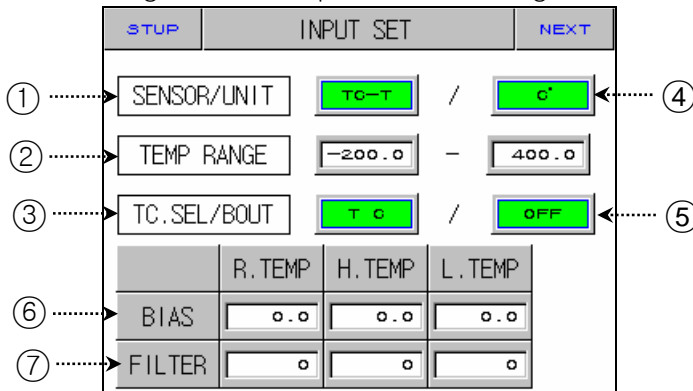 STUP INPUT SET NEXT
① SENSOR/UNIT TC-T / C° ④
② TEMP RANGE -200.0 - 400.0
③ TC.SEL/BOUT T C / OFF ⑤
R.TEMP H.TEMP L.TEMP
⑥ BIAS 0.0 0.0 0.0
⑦ FILTER 0 0 0